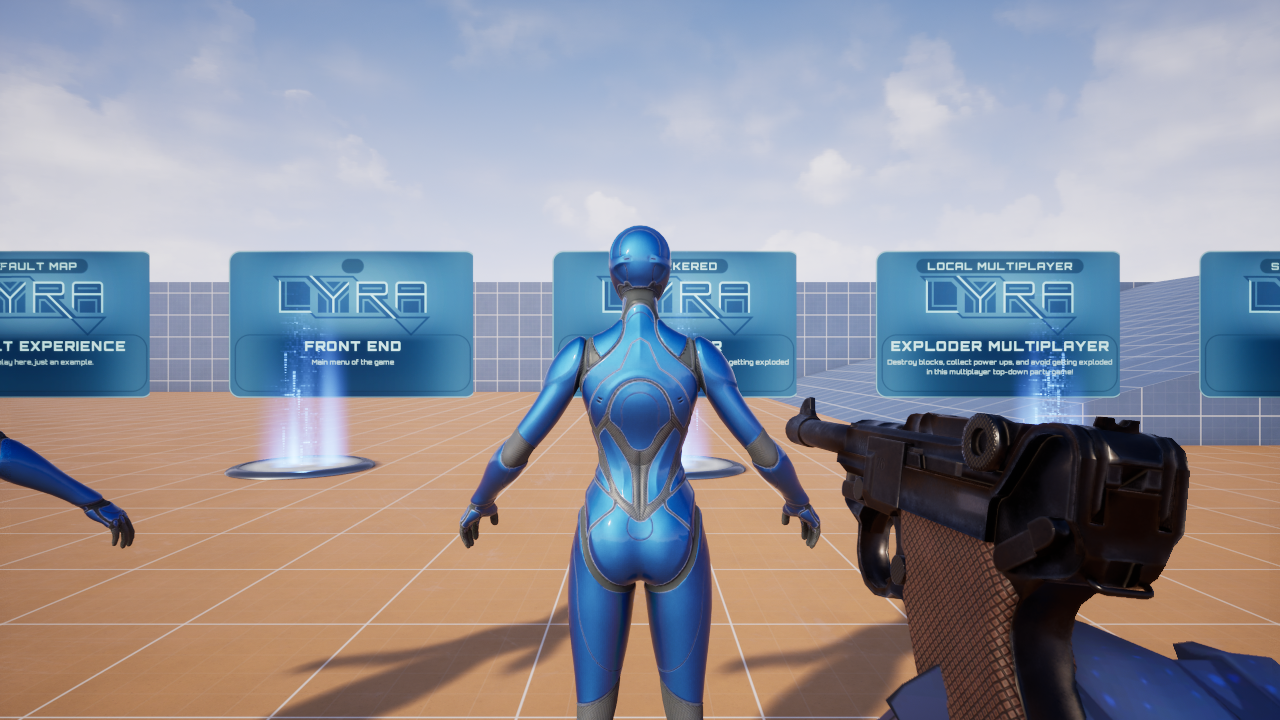 FAULT MAP
YRA
LT EXPERIENCE
lay here, just an example.
LYRA
FRONT END
Main menu of the game
KERED
LYRA
R
getting exploded
LOCAL MULTIPLAYER
LYRA
EXPLODER MULTIPLAYER
Destroy blocks, collect power ups, and avoid getting exploded
in this multiplayer top-down party game!
S
L